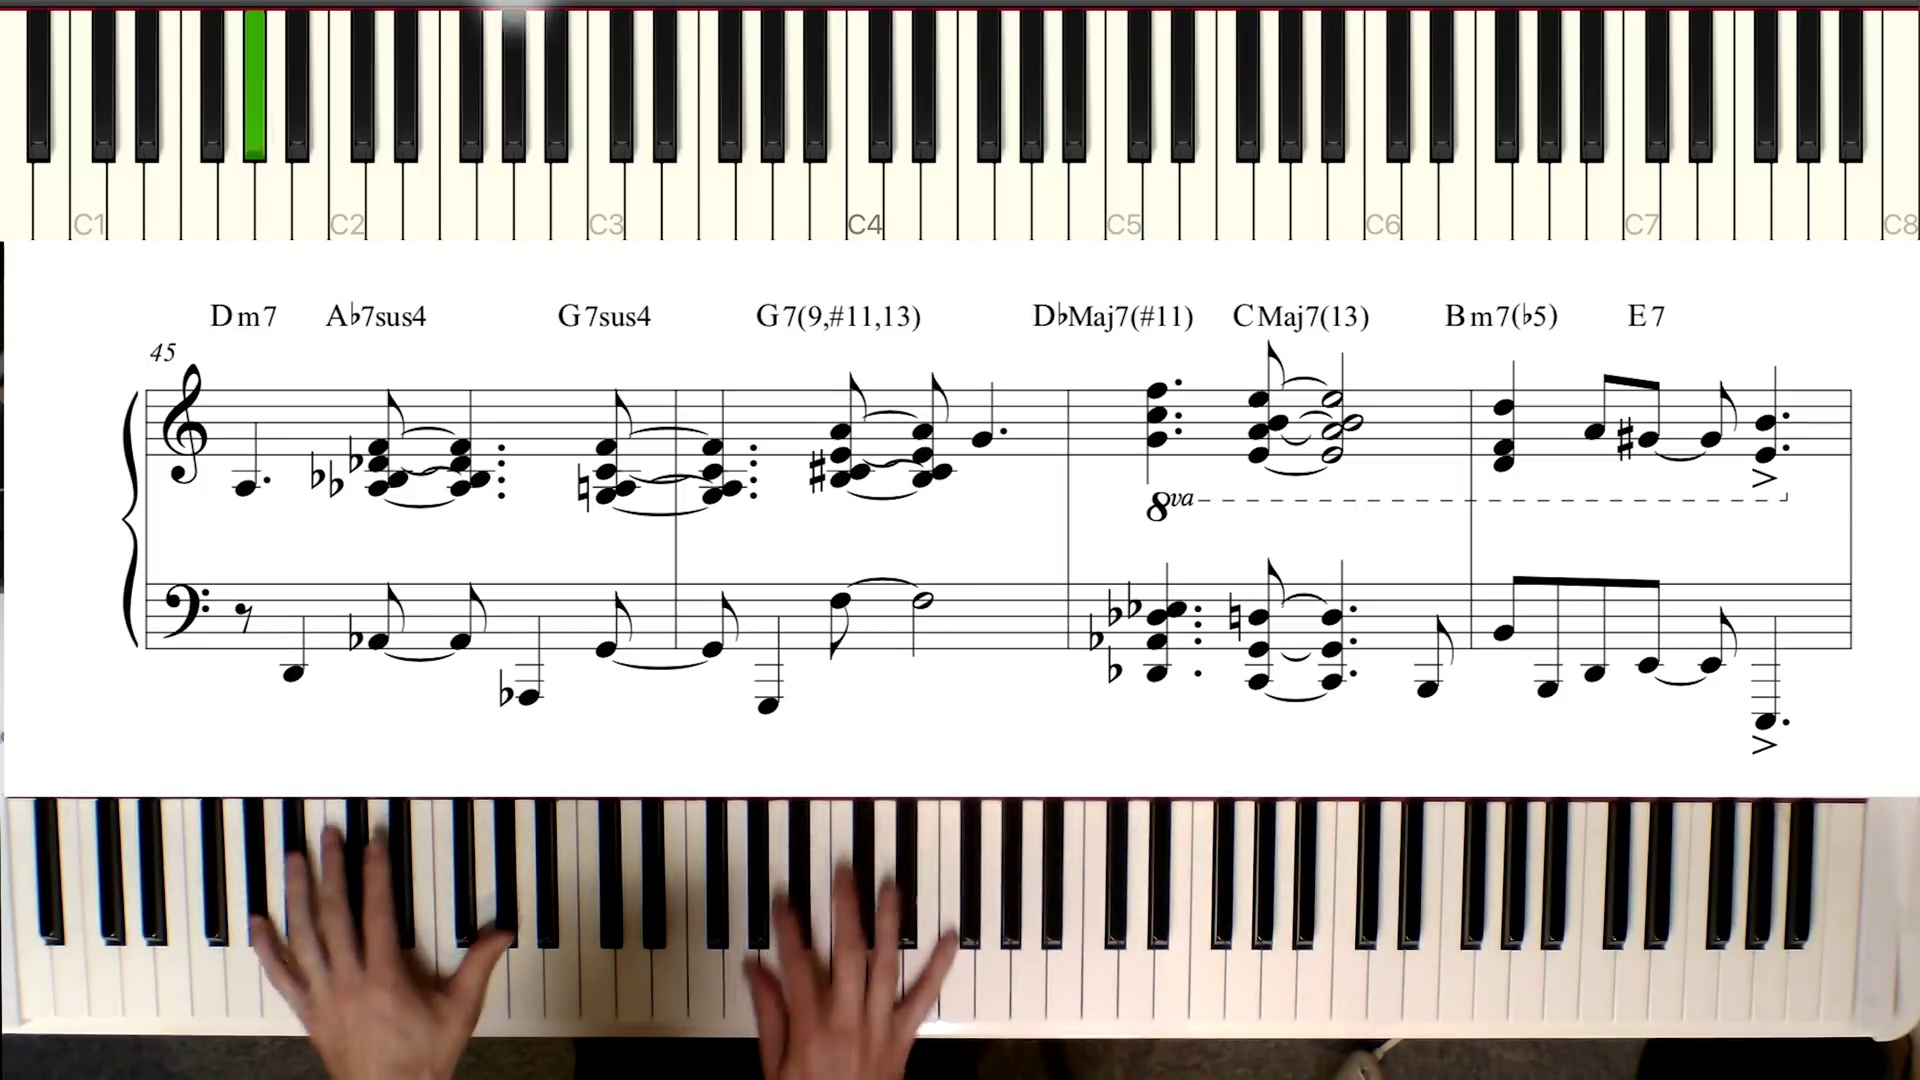 C1 C2 C3 C4 C5 C6 C7 C8
Dm7 A♭7sus4 G7sus4 G7(9,#11,13) D♭Maj7(#11) CMaj7(13) Bm7(♭5) E7
45
8va